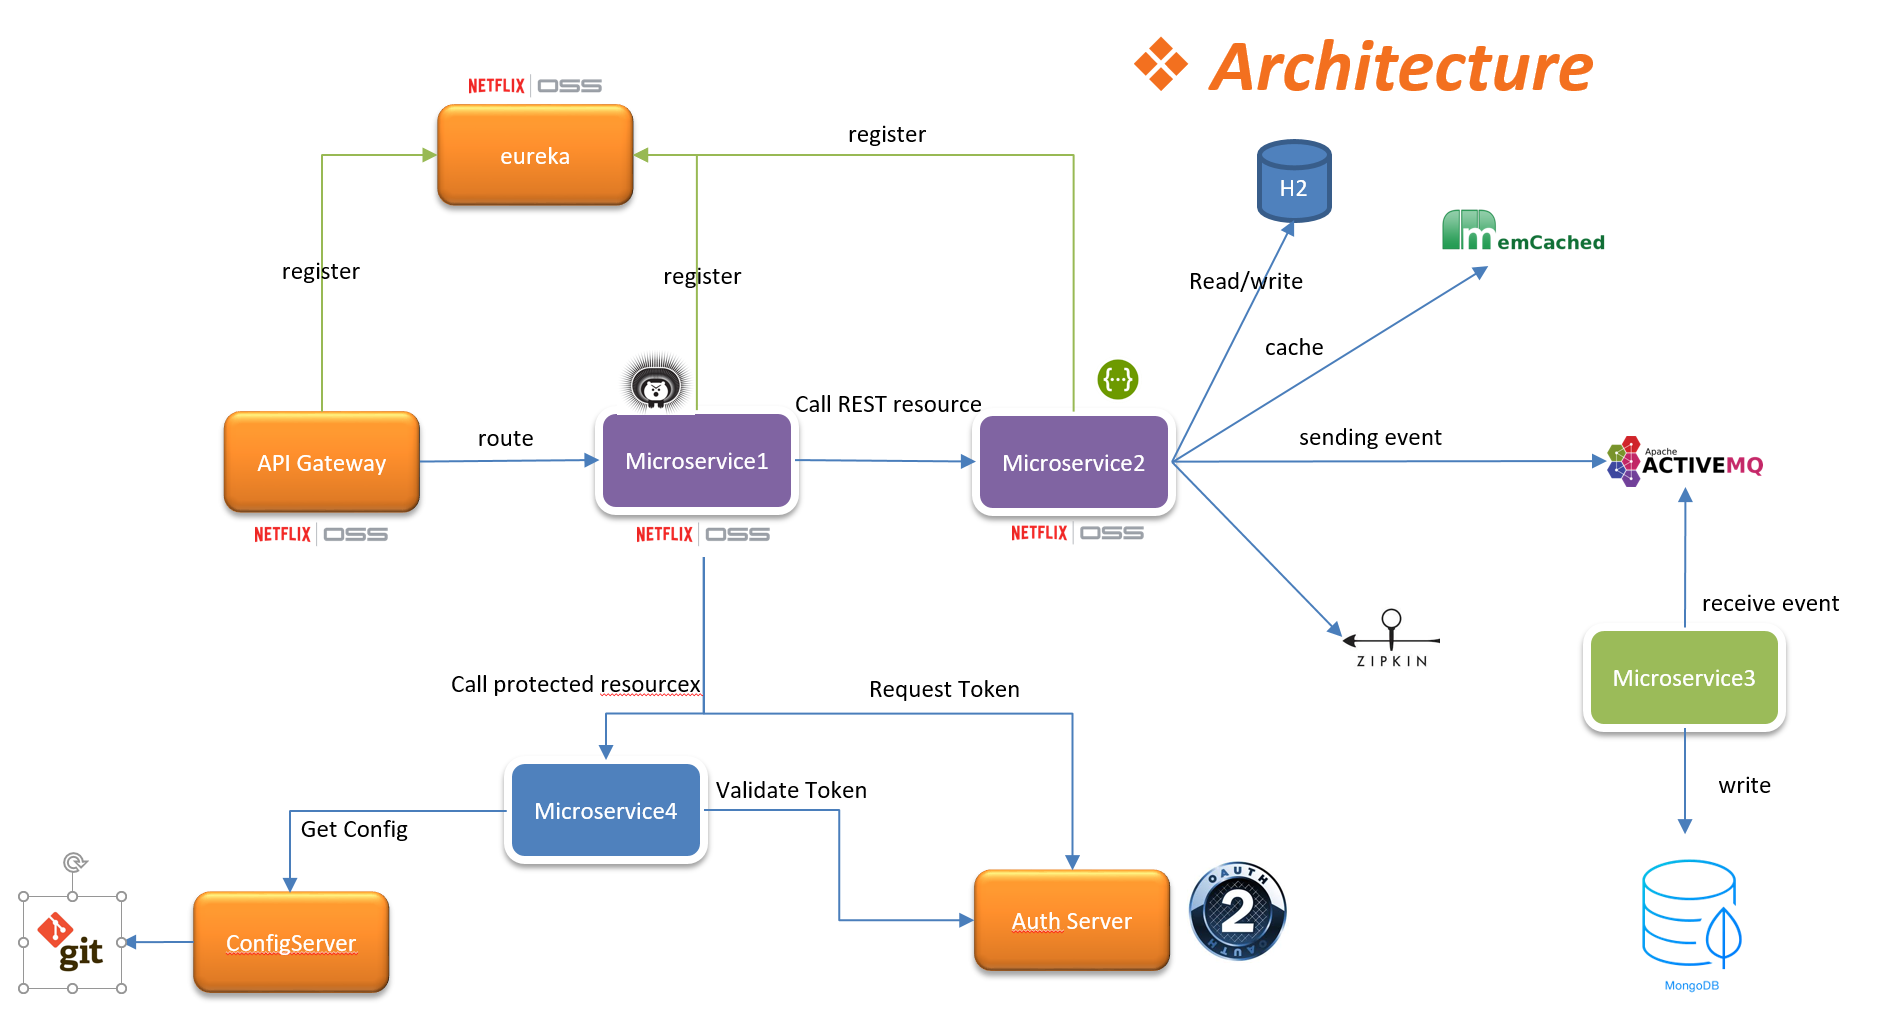 Architecture
NETFLIX OSS
eureka
register
H2
emCached
register
register
Read/write
cache
{...}
Call REST resource
route
sending event
API Gateway
Microservice1
Microservice2
Apache
ACTIVEMQ
NETFLIX OSS
NETFLIX OSS
NETFLIX OSS
receive event
ZIPKIN
Microservice3
Call protected resourcex
Request Token
write
Validate Token
Microservice4
Get Config
OAUTH
2
OAUTH
Auth Server
git
ConfigServer
MongoDB